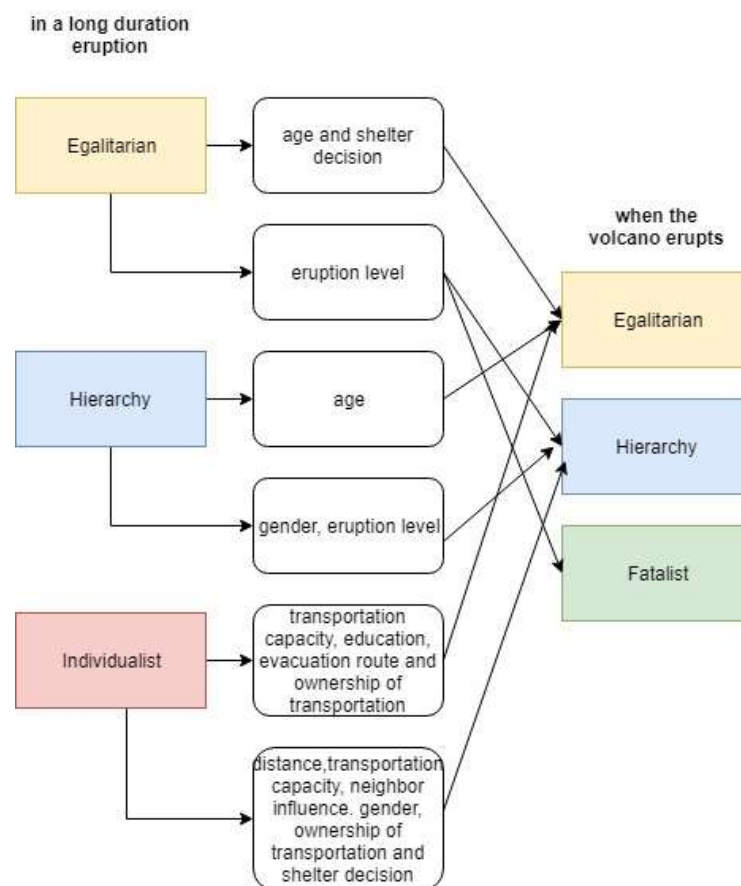 in a long duration
eruption
Egalitarian
age and shelter
decision
eruption level
Hierarchy
age
gender, eruption level
Individualist
transportation
capacity, education,
evacuation route and
ownership of
transportation
distance,transportation
capacity, neighbor
influence. gender,
ownership of
transportation and
shelter decision
when the
volcano erupts
Egalitarian
Hierarchy
Fatalist